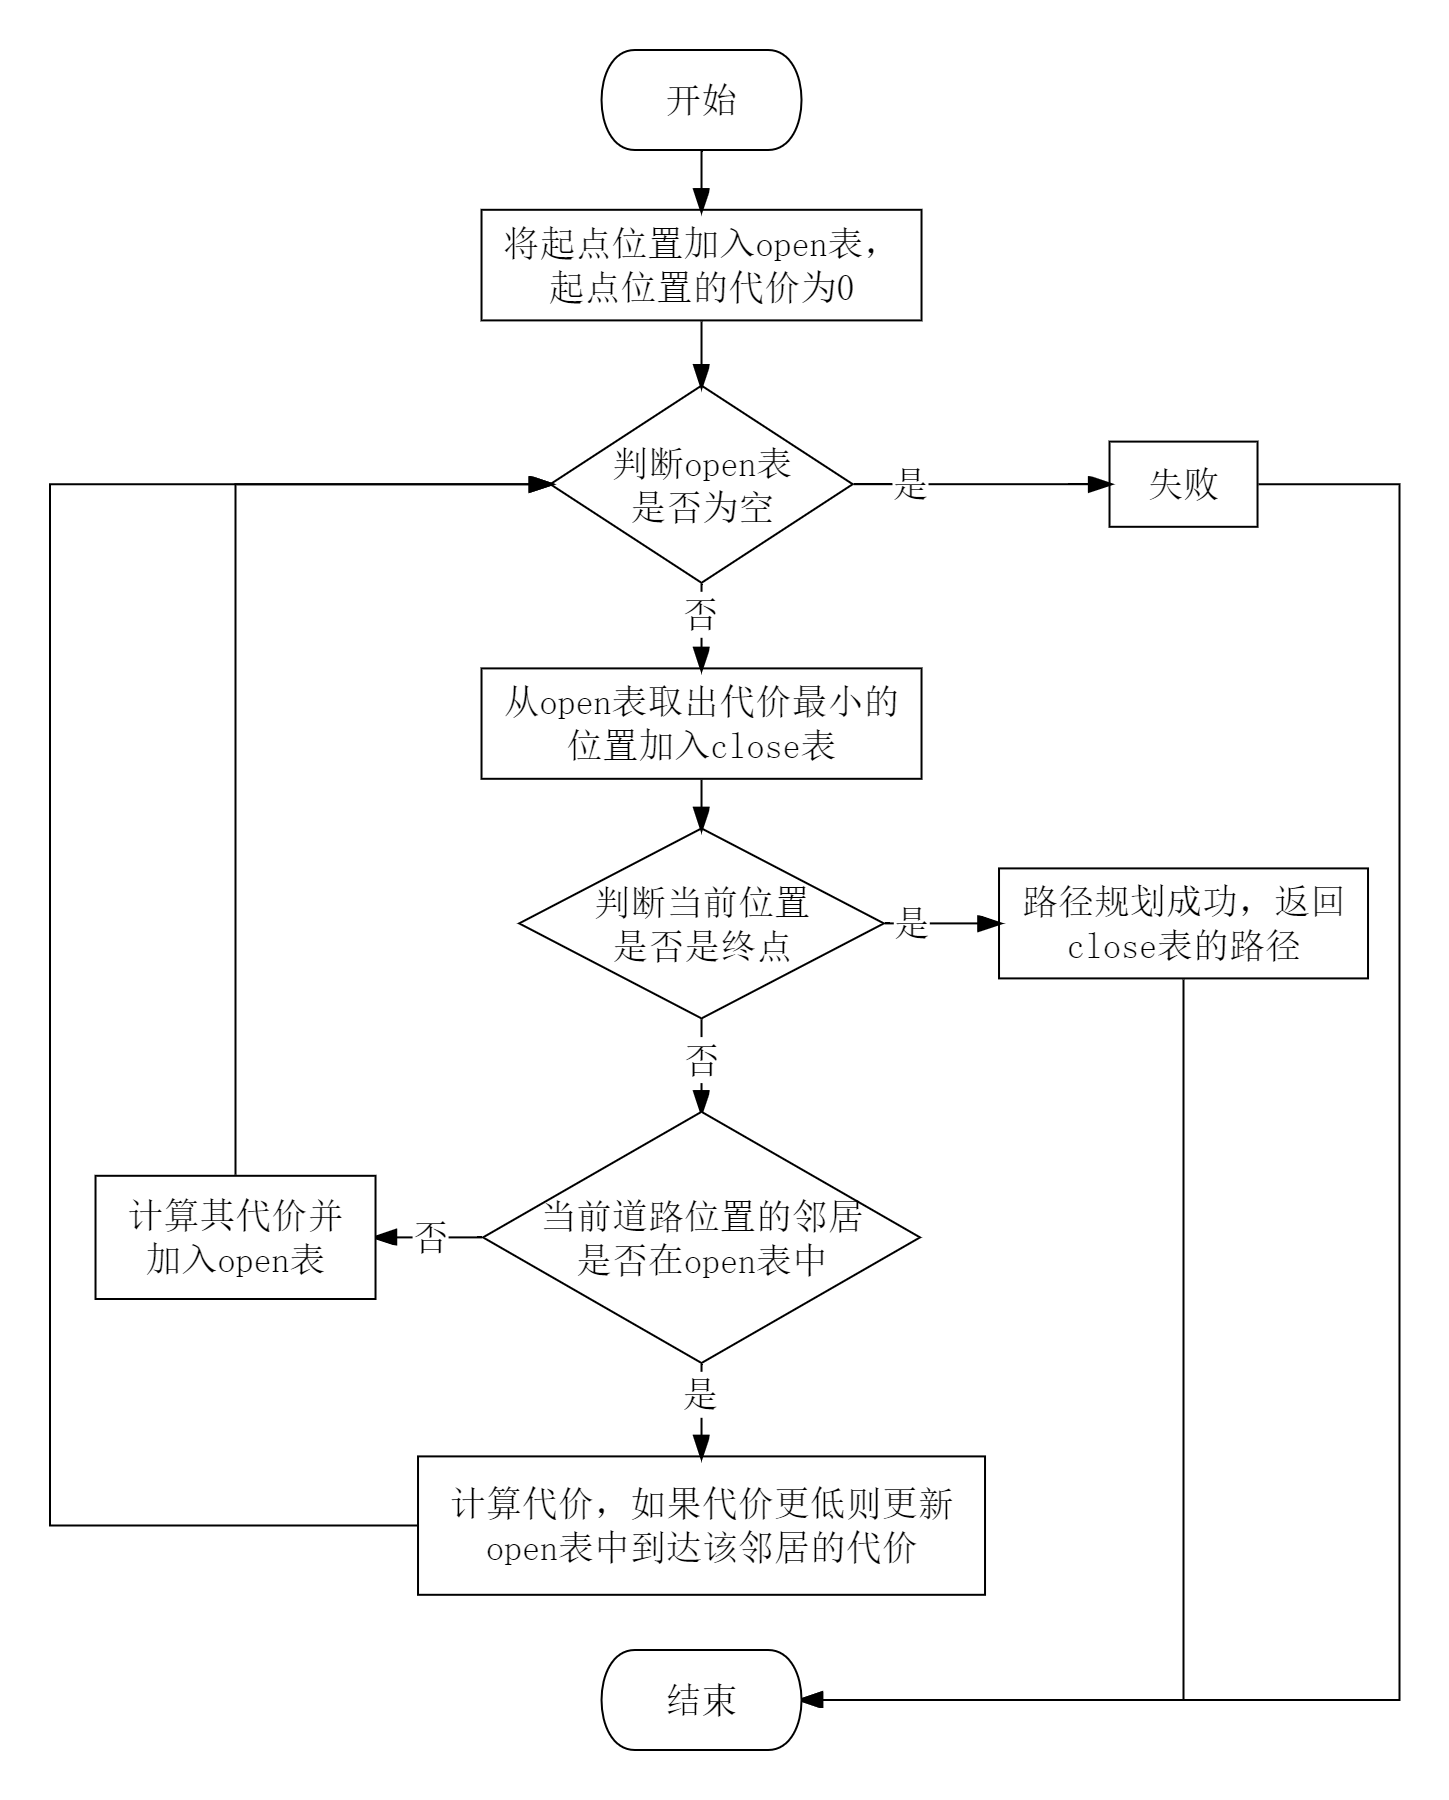 开始
将起点位置加入open表，
起点位置的代价为0
判断open表
是否为空
是
失败
否
从open表取出代价最小的
位置加入close表
判断当前位置
是否是终点
是
路径规划成功，返回
close表的路径
否
当前道路位置的邻居
是否在open表中
否
计算其代价并
加入open表
是
计算代价，如果代价更低则更新
open表中到达该邻居的代价
结束